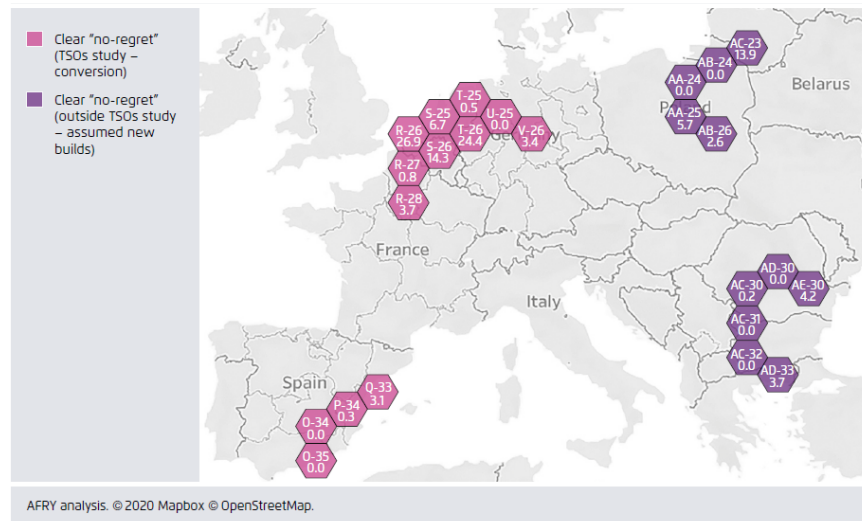 Clear "no-regret"
(TSOs study –
conversion)
Clear "no-regret"
(outside TSOs study
– assumed new
builds)
AC-23
13.9
AB-24
0.0
AA-24
0.0
Belarus
AA-25
5.7
AB-26
2.6
T-25
0.5
S-25
6.7
U-25
0.0
R-26
26.9
T-26
24.4
V-26
3.4
S-26
14.3
R-27
0.8
R-28
3.7
France
AD-30
0.0
AC-30
0.2
AE-30
4.2
Italy
AC-31
0.0
AC-32
0.0
AD-33
3.7
Spain
Q-33
3.1
P-34
0.3
O-34
0.0
O-35
0.0
AFRY analysis. © 2020 Mapbox © OpenStreetMap.